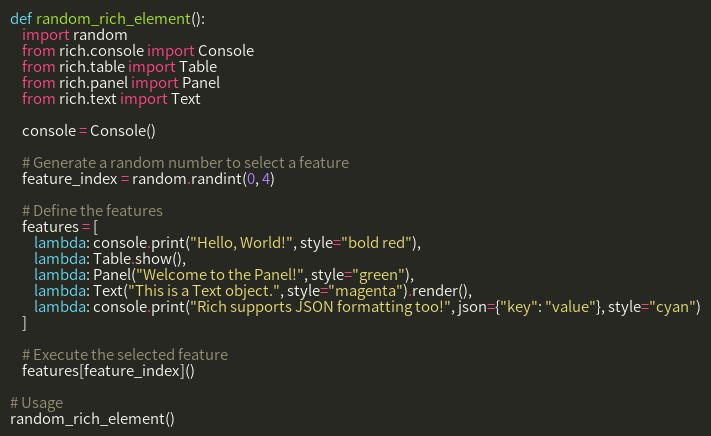 def random_rich_element():
    import random
    from rich.console import Console
    from rich.table import Table
    from rich.panel import Panel
    from rich.text import Text

    console = Console()

    # Generate a random number to select a feature
    feature_index = random.randint(0, 4)

    # Define the features
    features = [
        lambda: console.print("Hello, World!", style="bold red"),
        lambda: Table.show(),
        lambda: Panel("Welcome to the Panel!", style="green"),
        lambda: Text("This is a Text object.", style="magenta").render(),
        lambda: console.print("Rich supports JSON formatting too!", json={"key": "value"}, style="cyan")
    ]

    # Execute the selected feature
    features[feature_index]()

# Usage
random_rich_element()